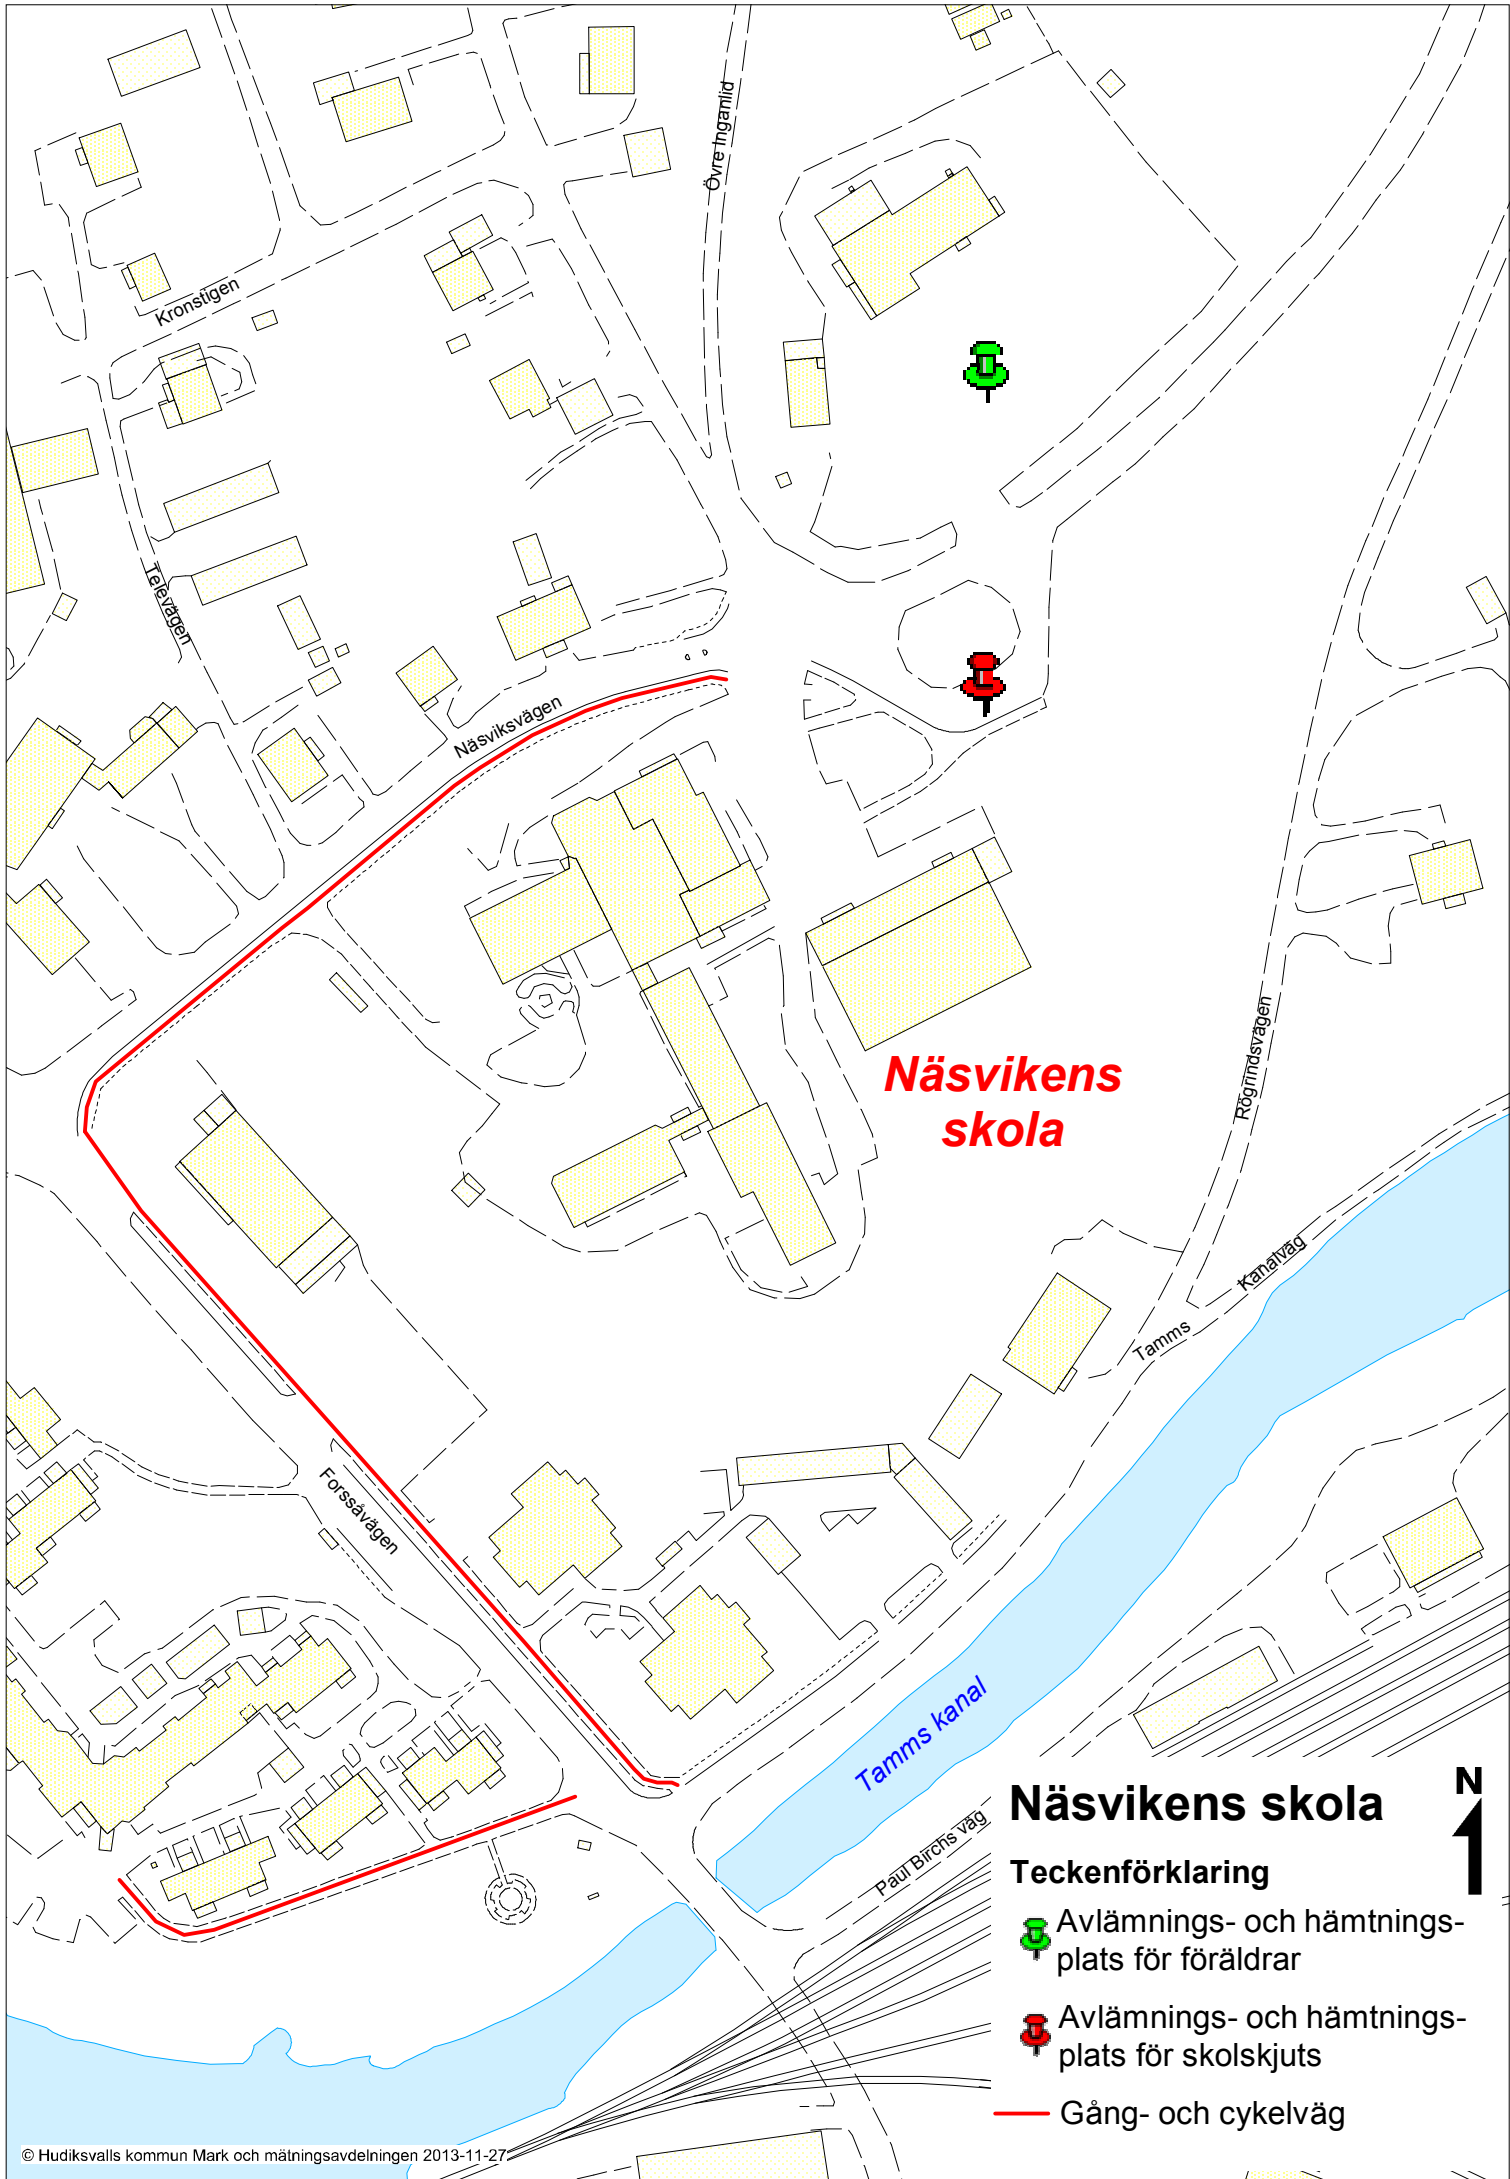 Övre Inganlid
Kronstigen
Televägen
Näsviksvägen
Näsvikens
skola
Rögrindsvägen
Kanalväg
Tamms
Forssåvägen
Tamms kanal
Paul Birchs väg
Näsvikens skola
N
Teckenförklaring
Avlämnings- och hämtnings-
plats för föräldrar
Avlämnings- och hämtnings-
plats för skolskjuts
Gång- och cykelväg
© Hudiksvalls kommun Mark och mätningsavdelningen 2013-11-27